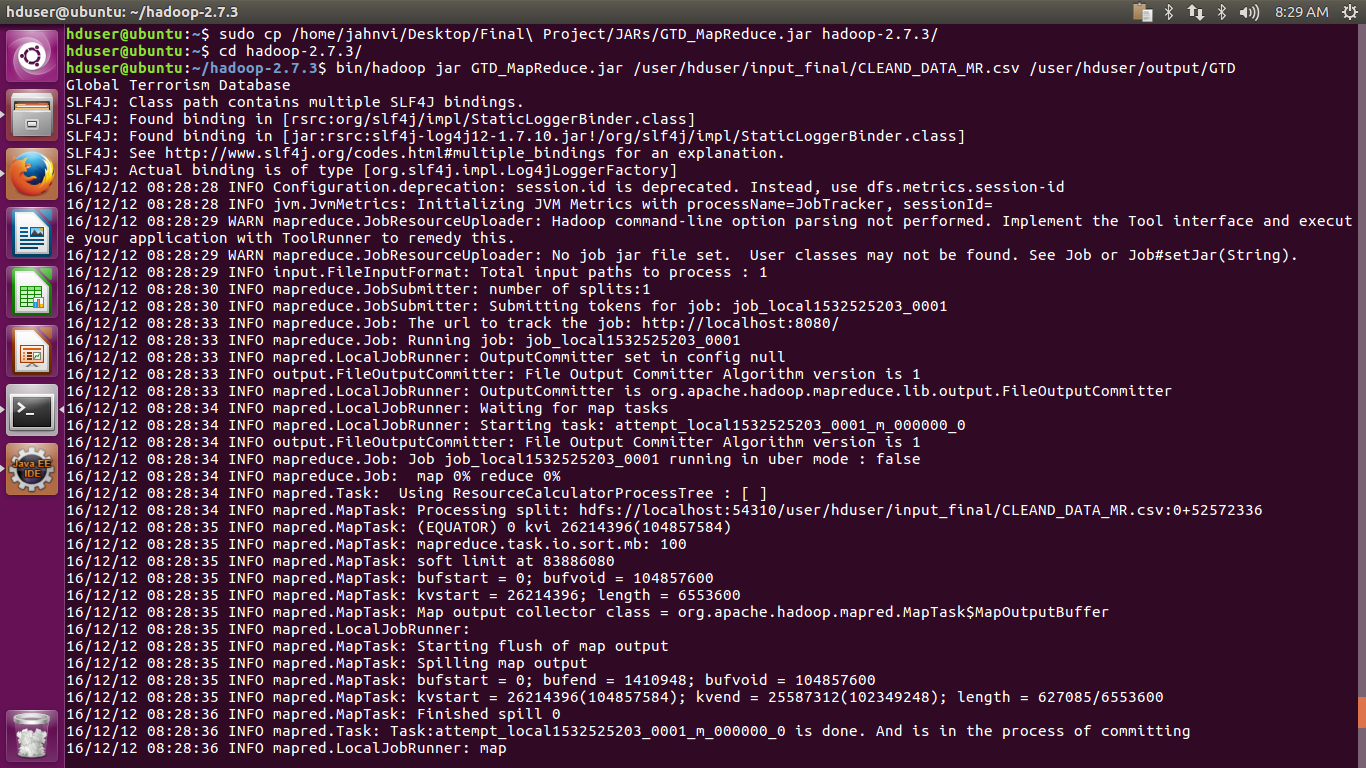 hduser@ubuntu: ~/hadoop-2.7.3
8:29 AM
hduser@ubuntu:~$ sudo cp /home/jahnvi/Desktop/Final\ Project/JARs/GTD_MapReduce.jar hadoop-2.7.3/
hduser@ubuntu:~$ cd hadoop-2.7.3/
hduser@ubuntu:~/hadoop-2.7.3$ bin/hadoop jar GTD_MapReduce.jar /user/hduser/input_final/CLEAND_DATA_MR.csv /user/hduser/output/GTD
Global Terrorism Database
SLF4J: Class path contains multiple SLF4J bindings.
SLF4J: Found binding in [rsrc:org/slf4j/impl/StaticLoggerBinder.class]
SLF4J: Found binding in [jar:rsrc:slf4j-log4j12-1.7.10.jar!/org/slf4j/impl/StaticLoggerBinder.class]
SLF4J: See http://www.slf4j.org/codes.html#multiple_bindings for an explanation.
SLF4J: Actual binding is of type [org.slf4j.impl.Log4jLoggerFactory]
16/12/12 08:28:28 INFO Configuration.deprecation: session.id is deprecated. Instead, use dfs.metrics.session-id
16/12/12 08:28:28 INFO jvm.JvmMetrics: Initializing JVM Metrics with processName=JobTracker, sessionId=
16/12/12 08:28:29 WARN mapreduce.JobResourceUploader: Hadoop command-line option parsing not performed. Implement the Tool interface and execut
e your application with ToolRunner to remedy this.
16/12/12 08:28:29 WARN mapreduce.JobResourceUploader: No job jar file set.  User classes may not be found. See Job or Job#setJar(String).
16/12/12 08:28:29 INFO input.FileInputFormat: Total input paths to process : 1
16/12/12 08:28:30 INFO mapreduce.JobSubmitter: number of splits:1
16/12/12 08:28:30 INFO mapreduce.JobSubmitter: Submitting tokens for job: job_local1532525203_0001
16/12/12 08:28:33 INFO mapreduce.Job: The url to track the job: http://localhost:8080/
16/12/12 08:28:33 INFO mapreduce.Job: Running job: job_local1532525203_0001
16/12/12 08:28:33 INFO mapred.LocalJobRunner: OutputCommitter set in config null
16/12/12 08:28:33 INFO output.FileOutputCommitter: File Output Committer Algorithm version is 1
16/12/12 08:28:33 INFO mapred.LocalJobRunner: OutputCommitter is org.apache.hadoop.mapreduce.lib.output.FileOutputCommitter
16/12/12 08:28:34 INFO mapred.LocalJobRunner: Waiting for map tasks
16/12/12 08:28:34 INFO mapred.LocalJobRunner: Starting task: attempt_local1532525203_0001_m_000000_0
16/12/12 08:28:34 INFO output.FileOutputCommitter: File Output Committer Algorithm version is 1
16/12/12 08:28:34 INFO mapreduce.Job: Job job_local1532525203_0001 running in uber mode : false
16/12/12 08:28:34 INFO mapreduce.Job:  map 0% reduce 0%
16/12/12 08:28:34 INFO mapred.Task:  Using ResourceCalculatorProcessTree : [ ]
16/12/12 08:28:34 INFO mapred.MapTask: Processing split: hdfs://localhost:54310/user/hduser/input_final/CLEAND_DATA_MR.csv:0+52572336
16/12/12 08:28:35 INFO mapred.MapTask: (EQUATOR) 0 kvi 26214396(104857584)
16/12/12 08:28:35 INFO mapred.MapTask: mapreduce.task.io.sort.mb: 100
16/12/12 08:28:35 INFO mapred.MapTask: soft limit at 83886080
16/12/12 08:28:35 INFO mapred.MapTask: bufstart = 0; bufvoid = 104857600
16/12/12 08:28:35 INFO mapred.MapTask: kvstart = 26214396; length = 6553600
16/12/12 08:28:35 INFO mapred.MapTask: Map output collector class = org.apache.hadoop.mapred.MapTask$MapOutputBuffer
16/12/12 08:28:35 INFO mapred.LocalJobRunner:
16/12/12 08:28:35 INFO mapred.MapTask: Starting flush of map output
16/12/12 08:28:35 INFO mapred.MapTask: Spilling map output
16/12/12 08:28:35 INFO mapred.MapTask: bufstart = 0; bufend = 1410948; bufvoid = 104857600
16/12/12 08:28:35 INFO mapred.MapTask: kvstart = 26214396(104857584); kvend = 25587312(102349248); length = 627085/6553600
16/12/12 08:28:36 INFO mapred.MapTask: Finished spill 0
16/12/12 08:28:36 INFO mapred.Task: Task:attempt_local1532525203_0001_m_000000_0 is done. And is in the process of committing
16/12/12 08:28:36 INFO mapred.LocalJobRunner: map
Java EE
IDE